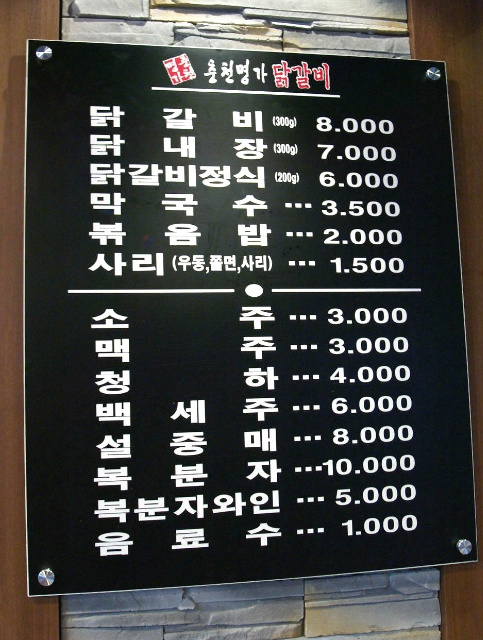 춘천명가 닭갈비
닭 갈 비 (300g) 8.000
닭 내 장 (300g) 7.000
닭갈비정식 (200g) 6.000
막 국 수 ··· 3.500
볶 음 밥 ··· 2.000
사리 (우동,쫄면,사리) ··· 1.500
소 주 ··· 3.000
맥 주 ··· 3.000
청 하 ··· 4.000
백 세 주 ··· 6.000
설 중 매 ··· 8.000
복 분 자 ···10.000
복분자와인 ··· 5.000
음 료 수 ··· 1.000